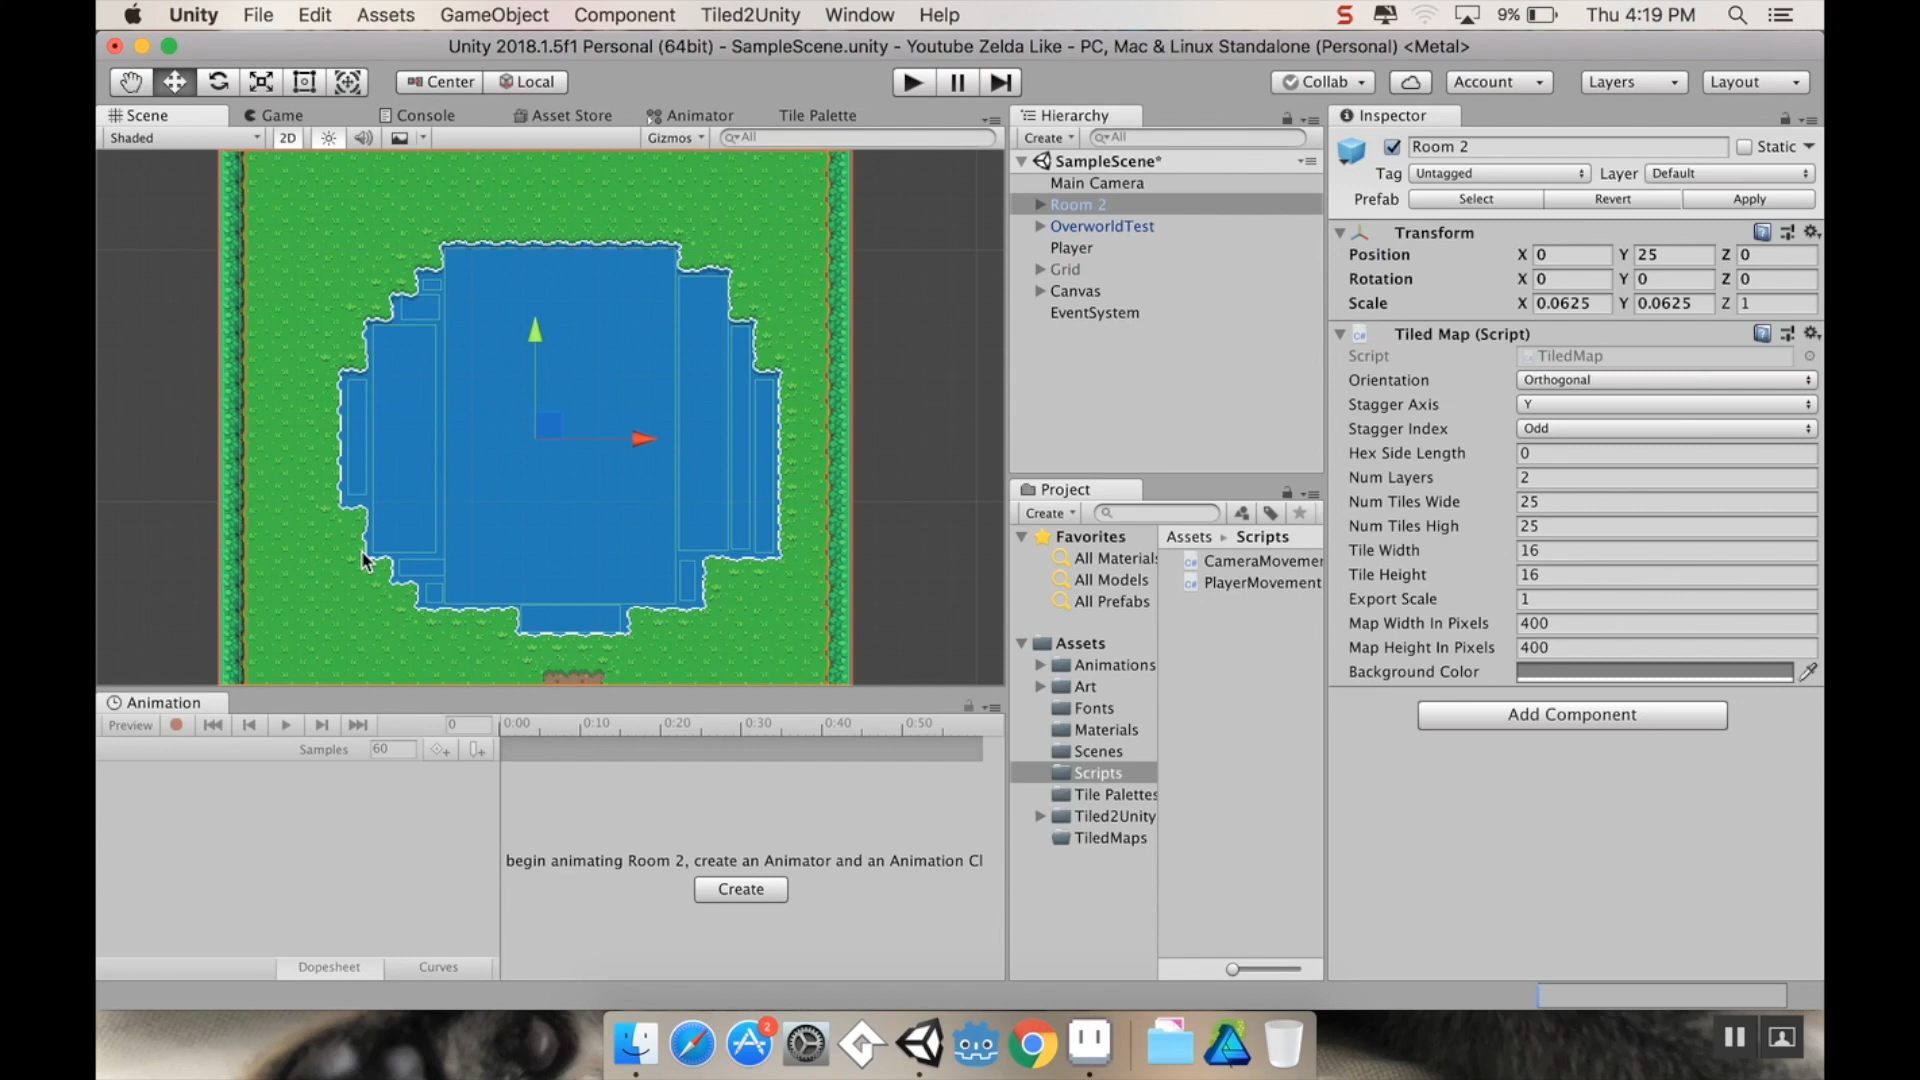 Unity File Edit Assets GameObject Component Tiled2Unity Window Help
9% Thu 4:19 PM
Unity 2018.1.5f1 Personal (64bit) - SampleScene.unity - Youtube Zelda Like - PC, Mac & Linux Standalone (Personal) <Metal>
Center Local
Collab Account Layers Layout
Scene Game Console Asset Store Animator Tile Palette
Shaded 2D Gizmos All
Hierarchy
Create All
SampleScene*
Main Camera
Room 2
OverworldTest
Player
Grid
Canvas
EventSystem
Project
Create
Favorites
All Materials
All Models
All Prefabs
Assets
Animations
Art
Fonts
Materials
Scenes
Scripts
Tile Palettes
Tiled2Unity
TiledMaps
Assets Scripts
CameraMovemer
PlayerMovement
Inspector
Room 2 Static
Tag Untagged Layer Default
Prefab Select Revert Apply
Transform
Position X 0 Y 25 Z 0
Rotation X 0 Y 0 Z 0
Scale X 0.0625 Y 0.0625 Z 1
Tiled Map (Script)
Script TiledMap
Orientation Orthogonal
Stagger Axis Y
Stagger Index Odd
Hex Side Length 0
Num Layers 2
Num Tiles Wide 25
Num Tiles High 25
Tile Width 16
Tile Height 16
Export Scale 1
Map Width In Pixels 400
Map Height In Pixels 400
Background Color
Add Component
Animation
Preview 0 0:00 0:10 0:20 0:30 0:40 0:50
Samples 60
begin animating Room 2, create an Animator and an Animation Cl
Create
Dopesheet Curves
2